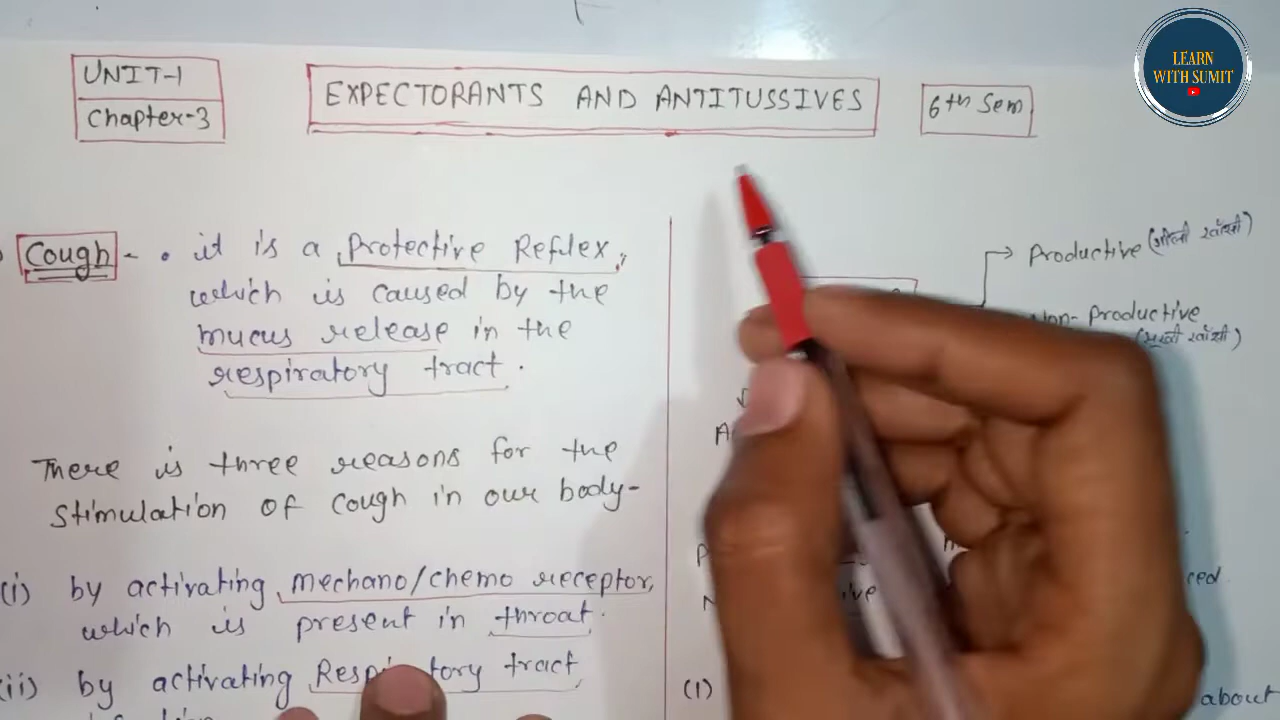 LEARN
WITH SUMIT
UNIT-1
Chapter-3
EXPECTORANTS AND ANTITUSSIVES
6th Sem
Cough - • it is a Protective Reflex,
which is caused by the
mucus release in the
respiratory tract.
There is three reasons for the
stimulation of cough in our body-
(i) by activating mechano/chemo receptor,
which is present in throat.
(ii) by activating Respiratory tract
Productive (गीली खाँसी)
Non-Productive
(सूखी खाँसी)
(1)
about